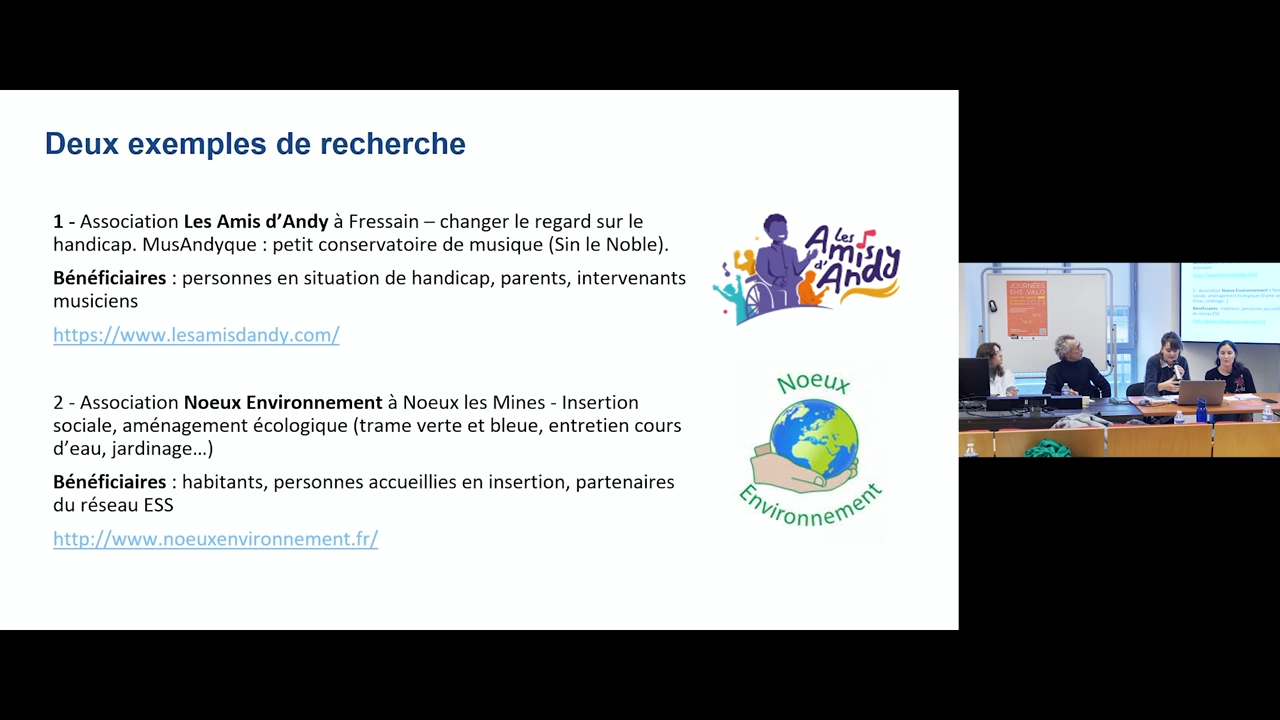 Deux exemples de recherche
1 - Association Les Amis d’Andy à Fressain – changer le regard sur le
handicap. MusAndyque : petit conservatoire de musique (Sin le Noble).
Bénéficiaires : personnes en situation de handicap, parents, intervenants
musiciens
https://www.lesamisdandy.com/
Les
Amis
d'Andy
2 - Association Noeux Environnement à Noeux les Mines - Insertion
sociale, aménagement écologique (trame verte et bleue, entretien cours
d’eau, jardinage…)
Bénéficiaires : habitants, personnes accueillies en insertion, partenaires
du réseau ESS
http://www.noeuxenvironnement.fr/
Noeux
Environnement
JOURNÉES
SHS .VALO